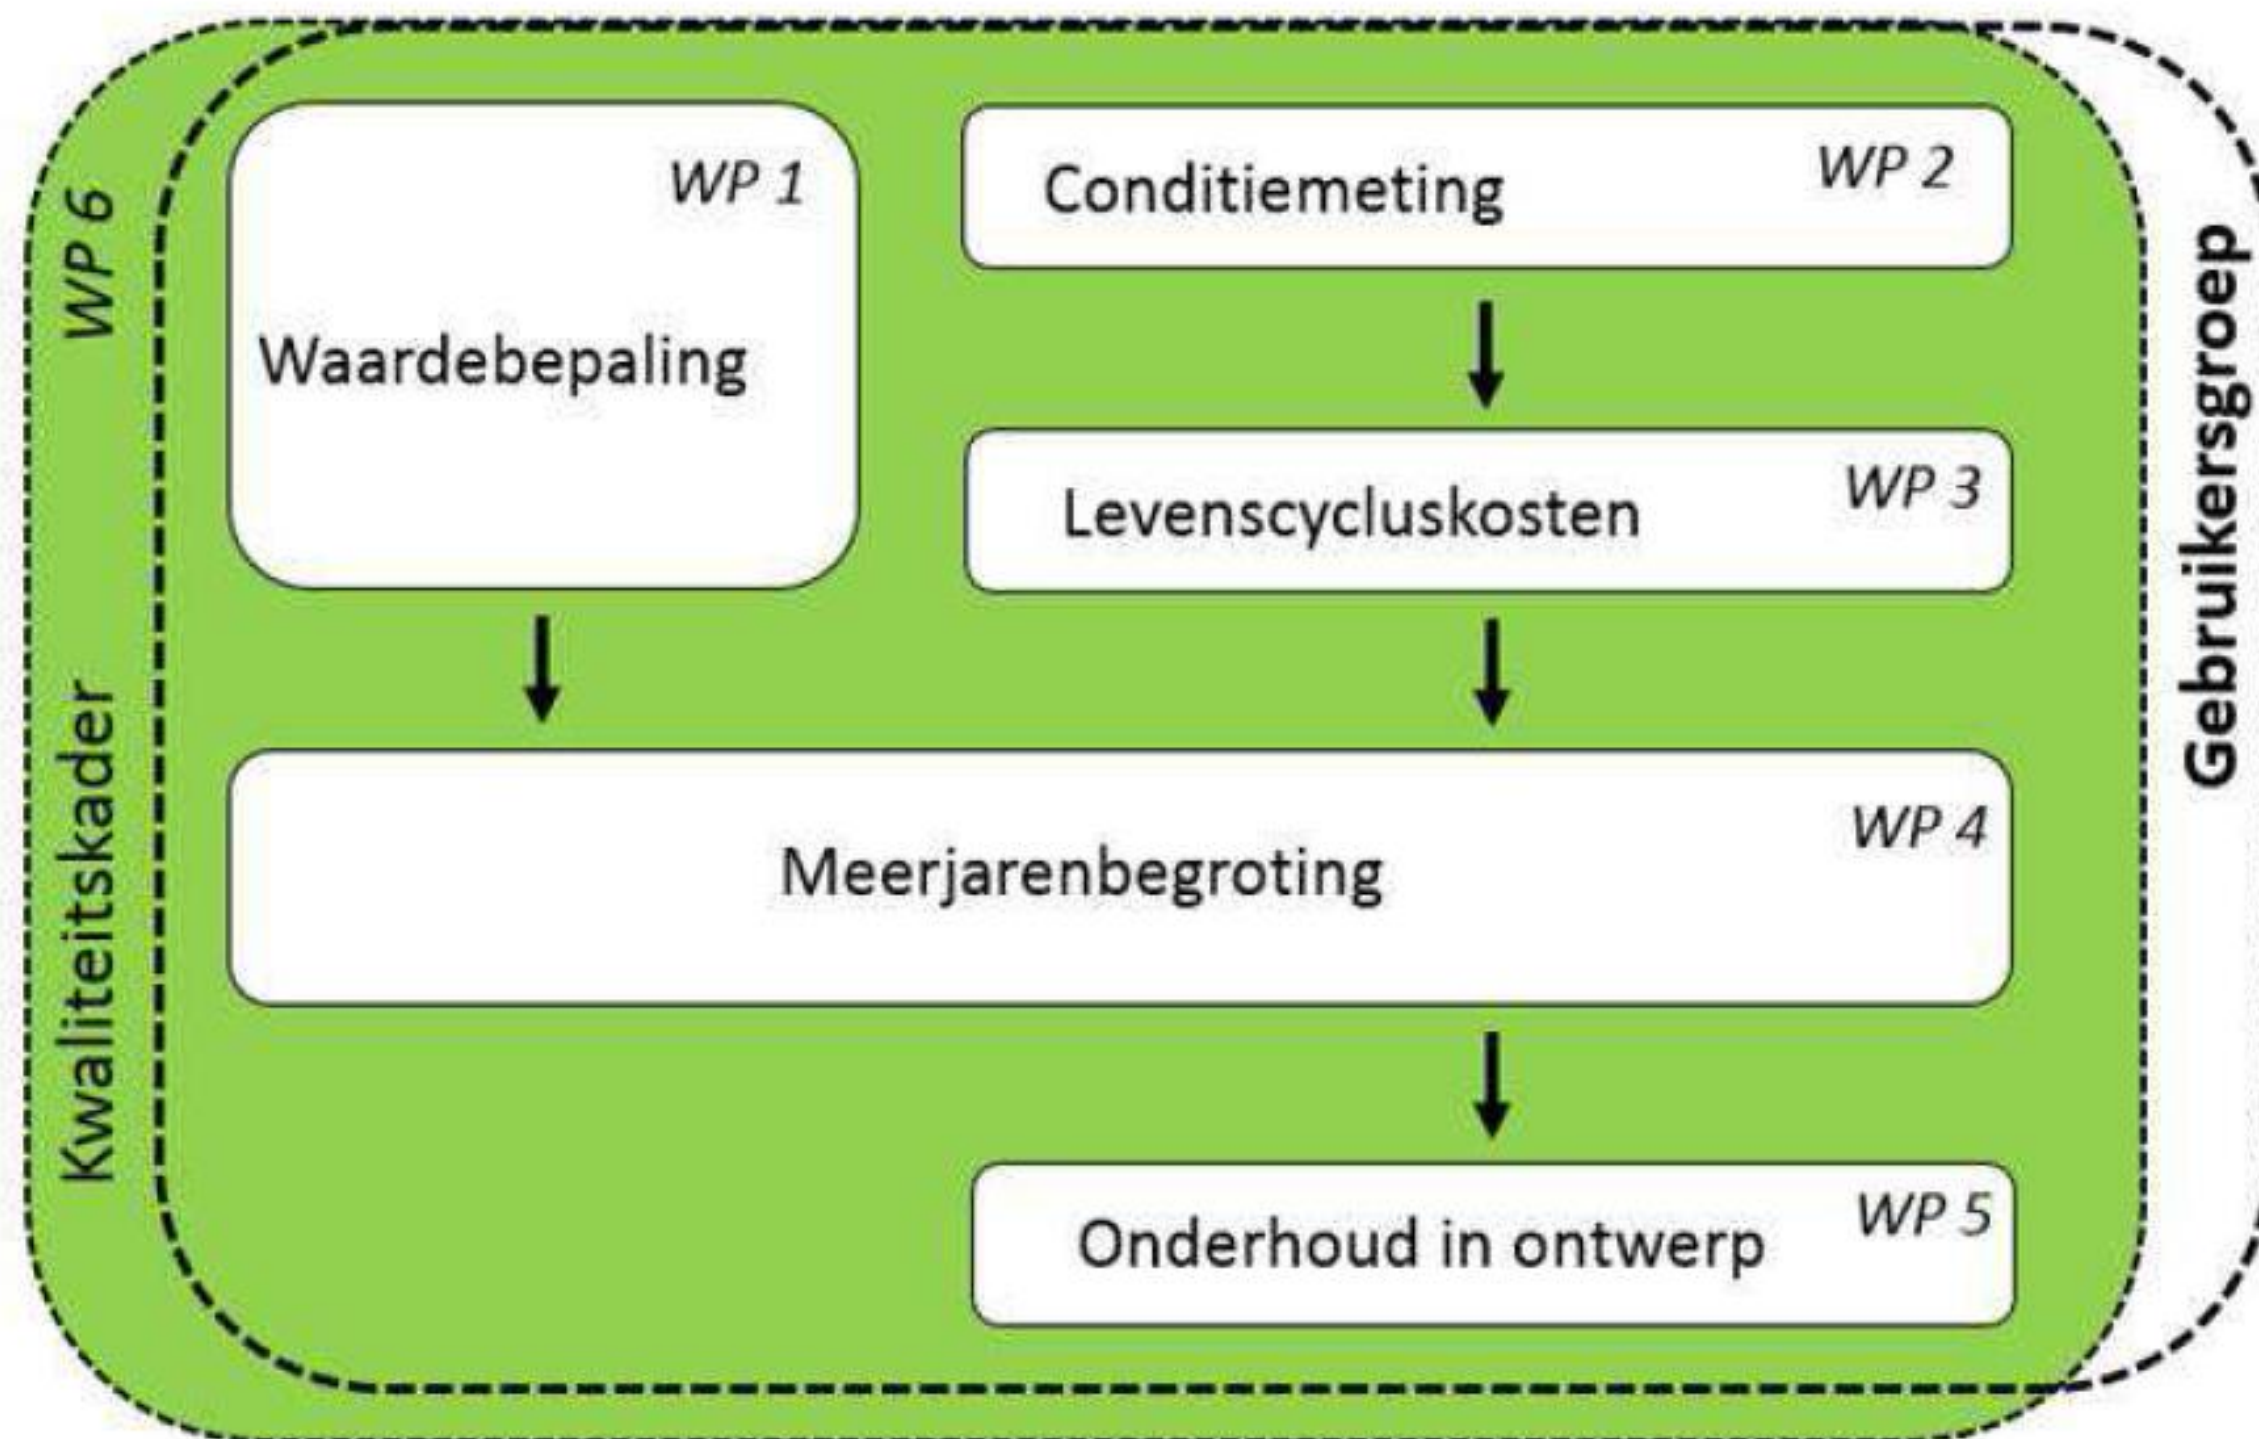 WP 6
Kwaliteitskader
WP 1
Waardebepaling
WP 2
Conditiemeting
WP 3
Levenscycluskosten
WP 4
Meerjarenbegroting
WP 5
Onderhoud in ontwerp
Gebruikersgroep